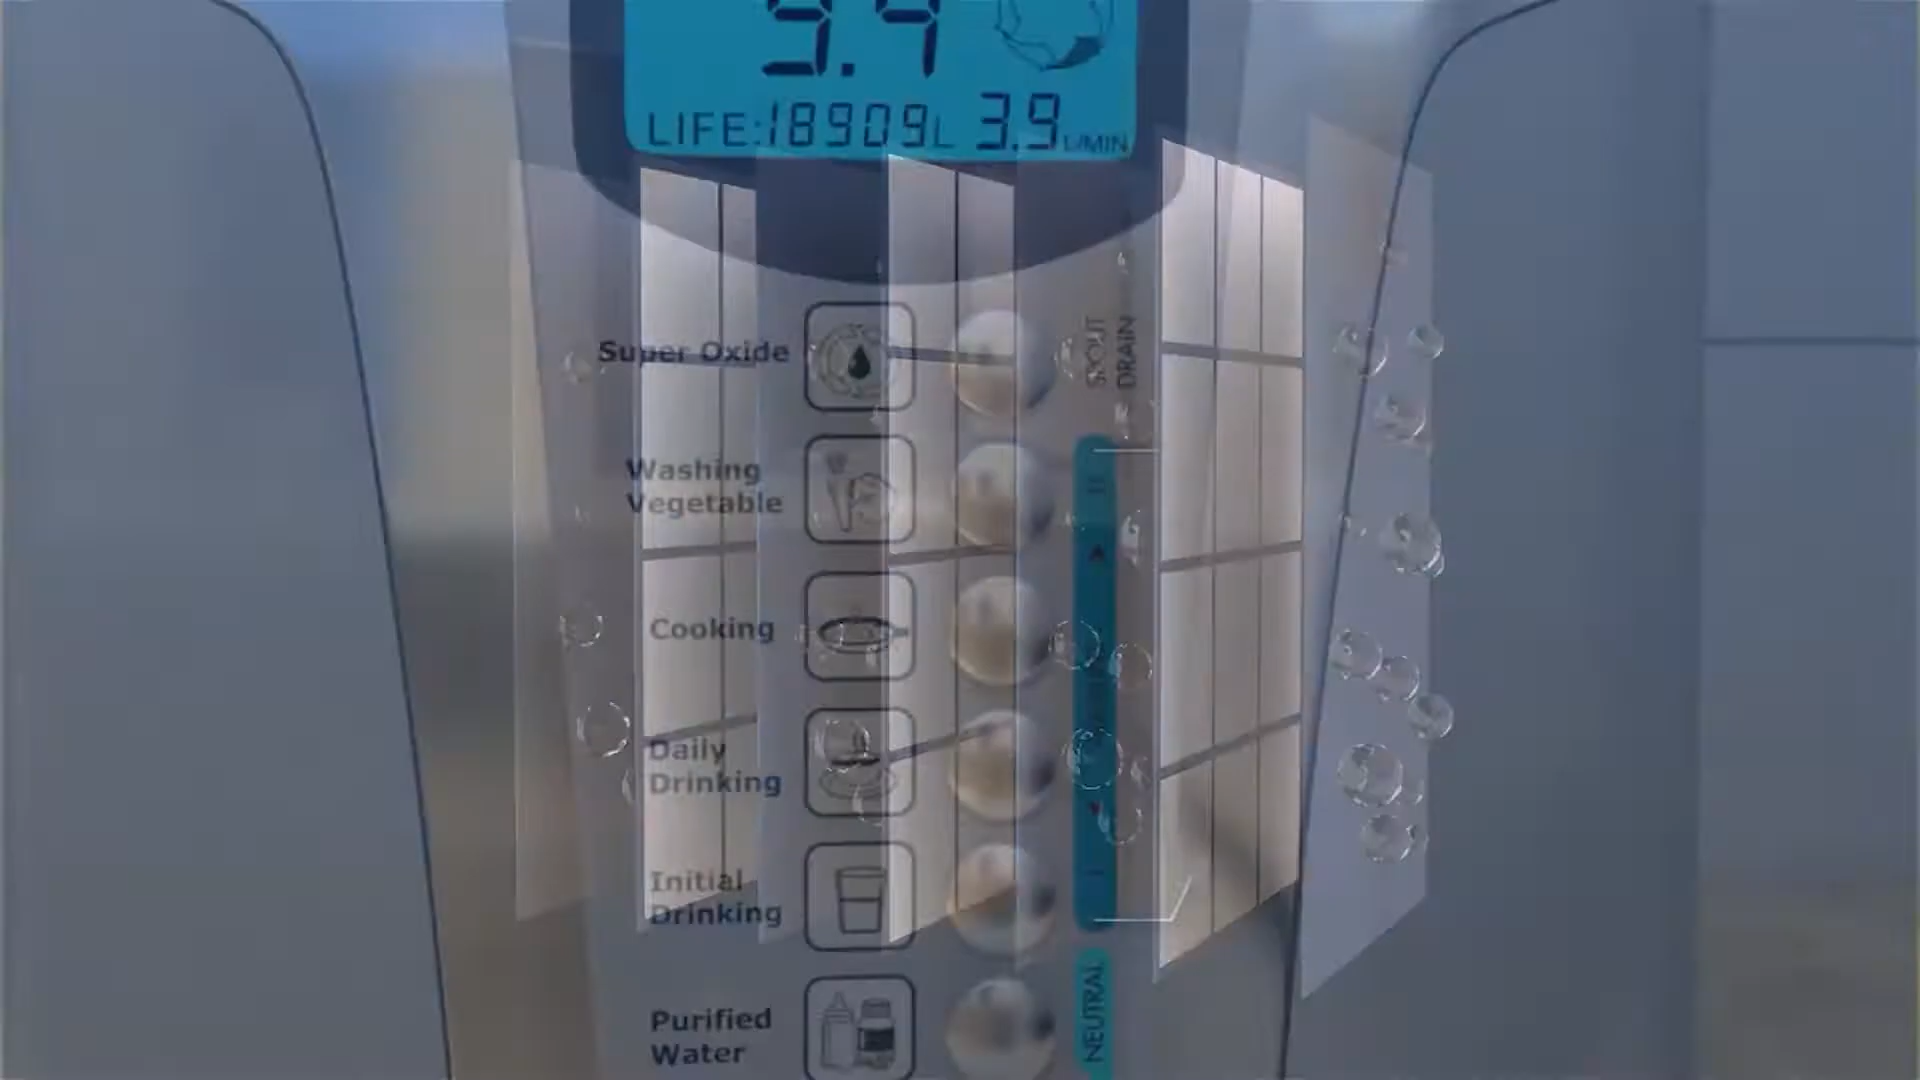 9.4
LIFE:18909L 3.9 L/MIN
Super Oxide
SPOUT
DRAIN
Washing
Vegetable
Cooking
Daily
Drinking
Initial
Drinking
Purified
Water
NEUTRAL